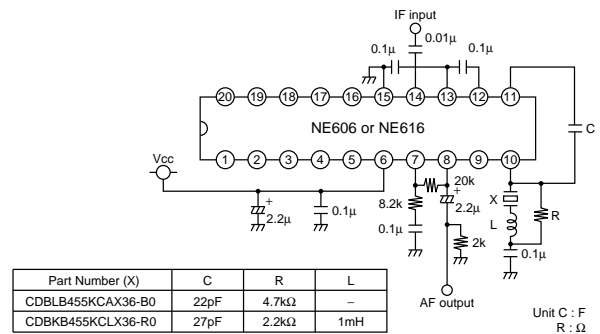 IF input
0.01μ
0.1μ
0.1μ
20 19 18 17 16 15 14 13 12 11
NE606 or NE616
C
1 2 3 4 5 6 7 8 9 10
Vcc
20k
+
2.2μ
0.1μ
8.2k
0.1μ
+
2.2μ
2k
X
L
R
0.1μ
AF output
Part Number (X) C R L
CDBLB455KCAX36-B0 22pF 4.7kΩ –
CDBKB455KCLX36-R0 27pF 2.2kΩ 1mH
Unit C : F
R : Ω